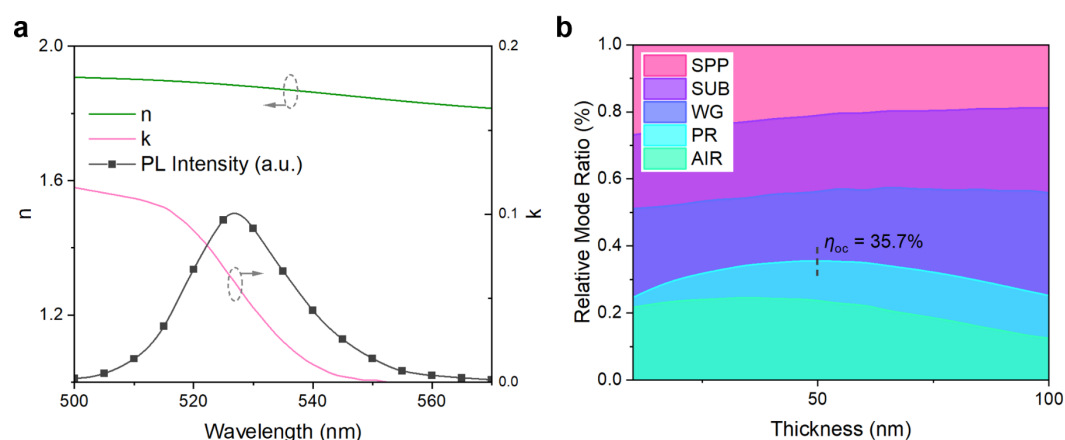 a
2.0
1.6
1.2
n
0.2
0.1
0.0
k
n
k
PL Intensity (a.u.)
500
520
540
560
Wavelength (nm)
b
1.0
0.8
0.6
0.4
0.2
0.0
Relative Mode Ratio (%)
SPP
SUB
WG
PR
AIR
ηoc = 35.7%
50
100
Thickness (nm)